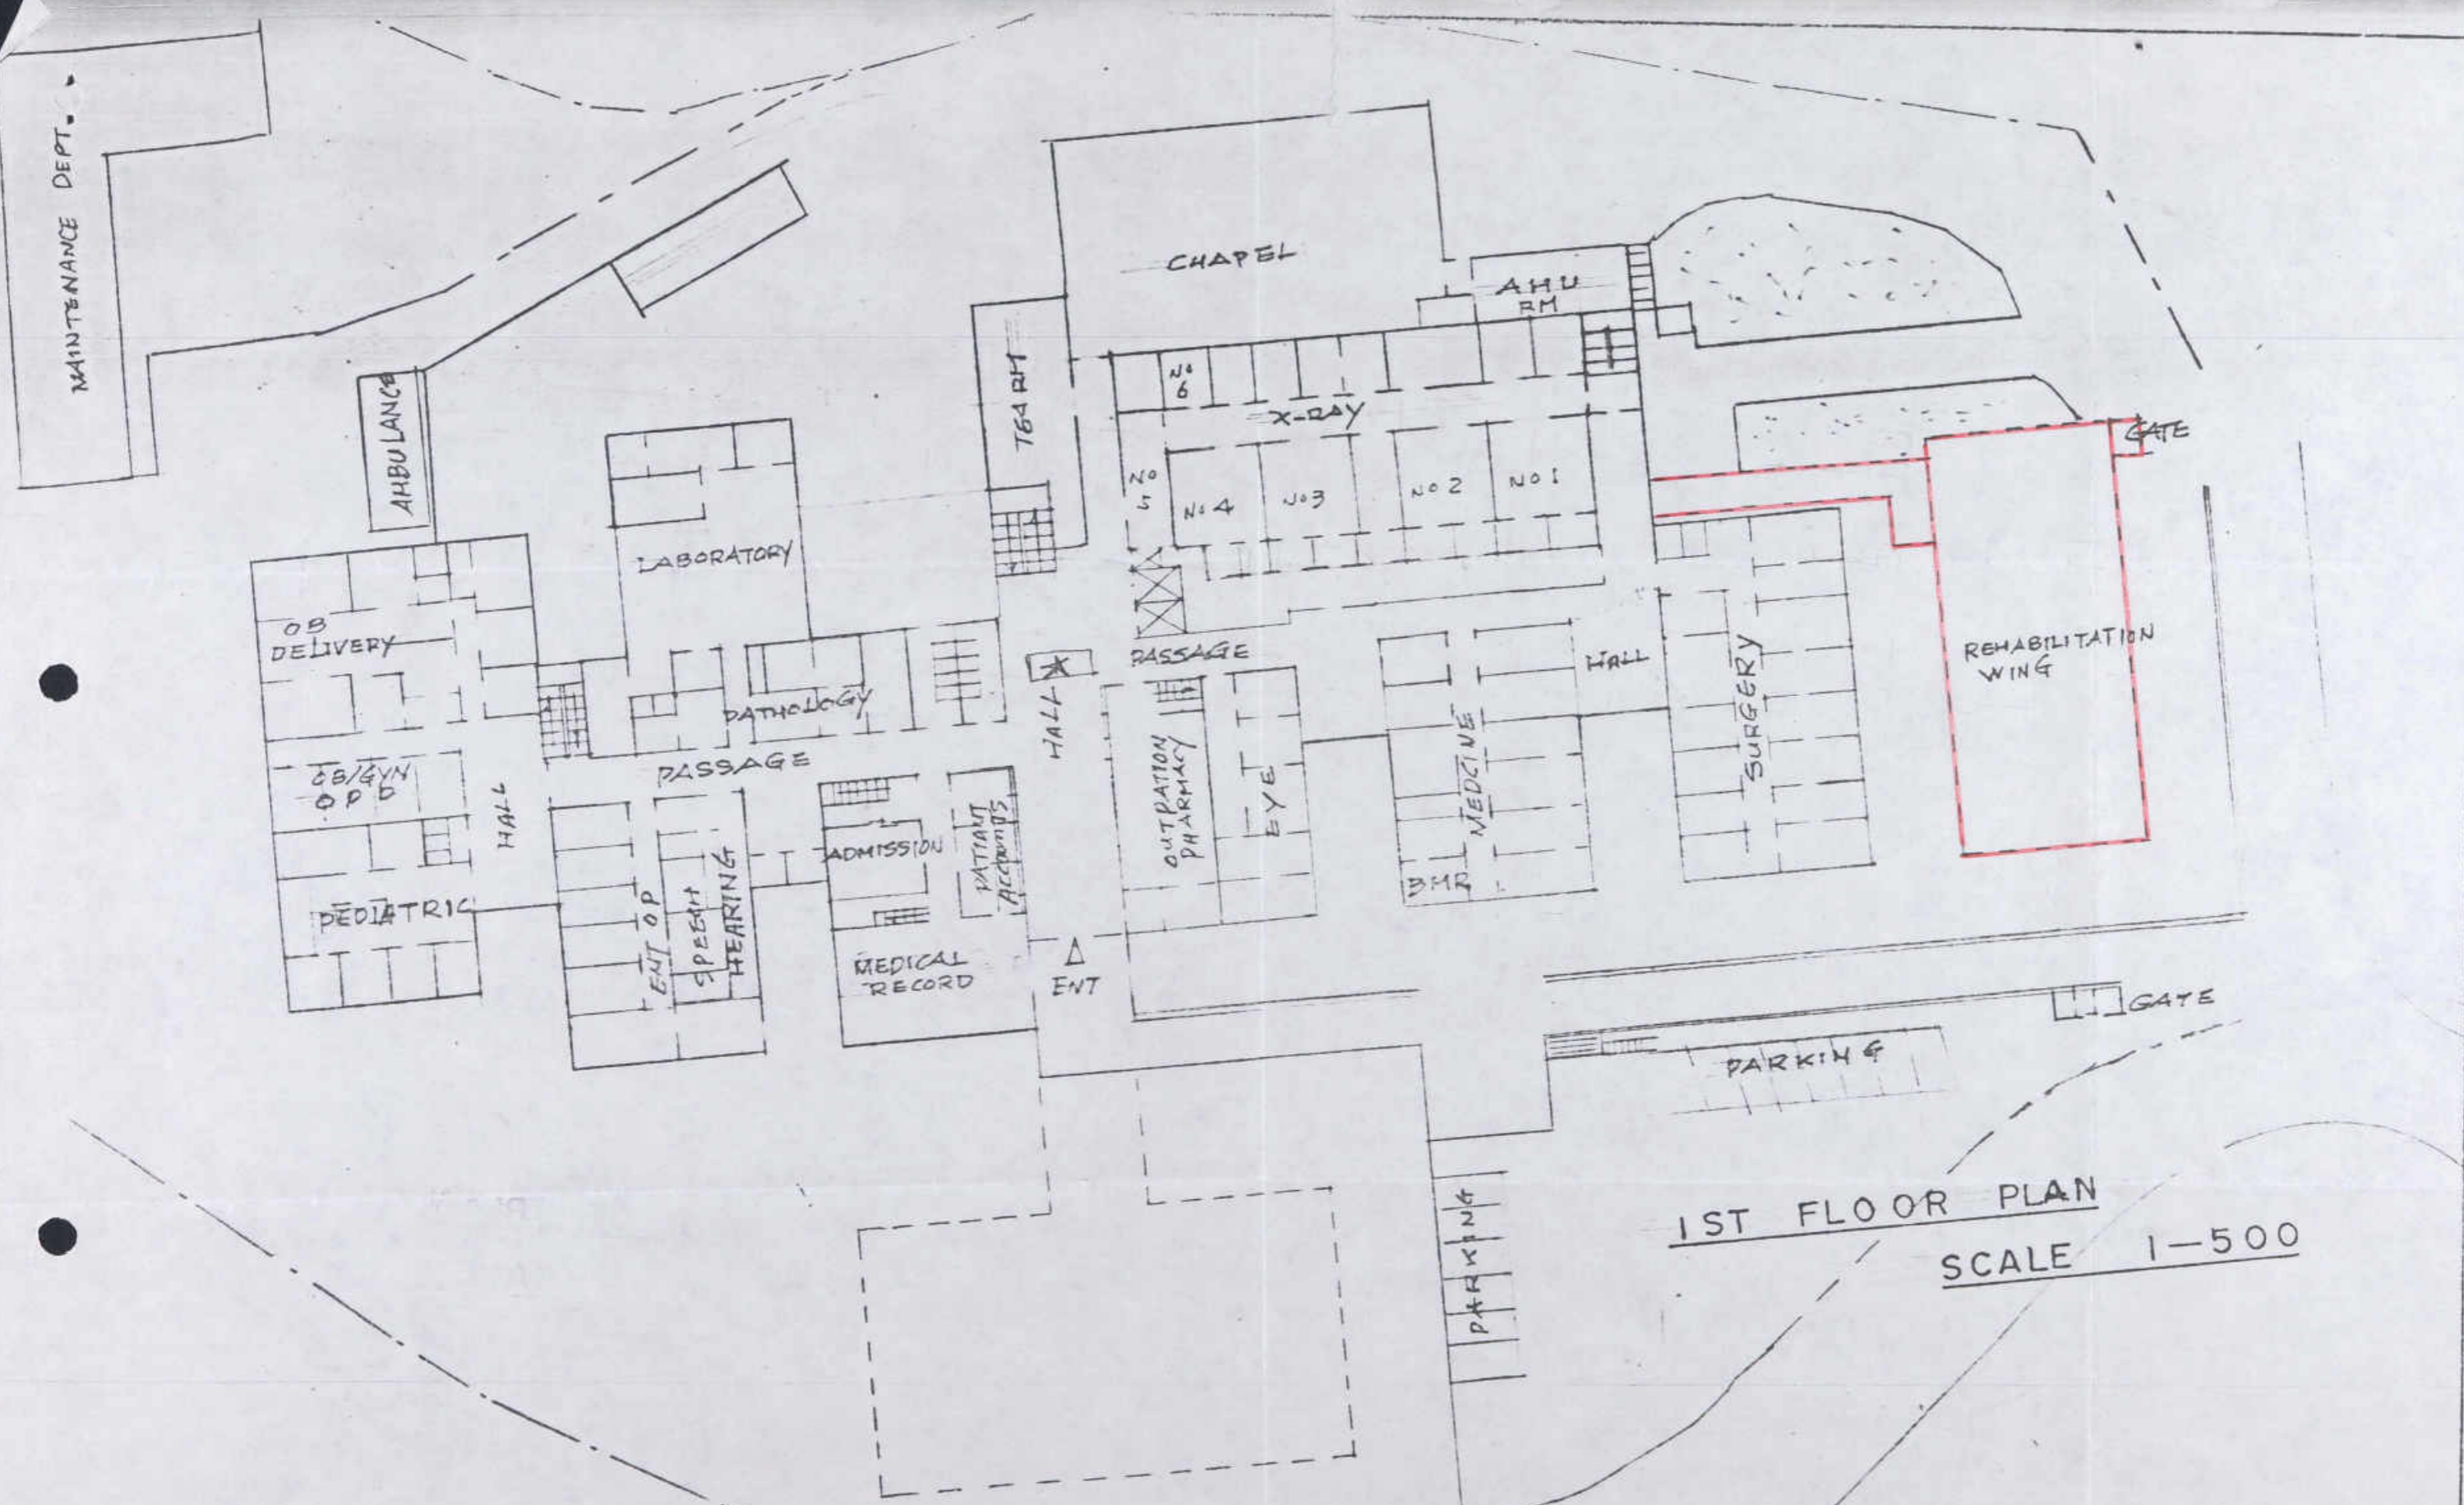 MAINTENANCE DEPT.
AMBULANCE
CHAPEL
AHU
RM
TEA RM
No
6
X-RAY
No
5
No 4
No 3
No 2
No 1
GATE
LABORATORY
OB
DELIVERY
PASSAGE
HALL
REHABILITATION
WING
HALL
SURGERY
PATHOLOGY
PASSAGE
OB/GYN
O P D
HALL
PEDIATRIC
ENT OP
SPEECH
HEARING
ADMISSION
PATIANT
Accounts
OUTPATION
PHARMACY
EYE
MEDCINE
BMR
MEDICAL
RECORD
ENT
GATE
PARKING
PARKING
1ST FLOOR PLAN
SCALE 1-500